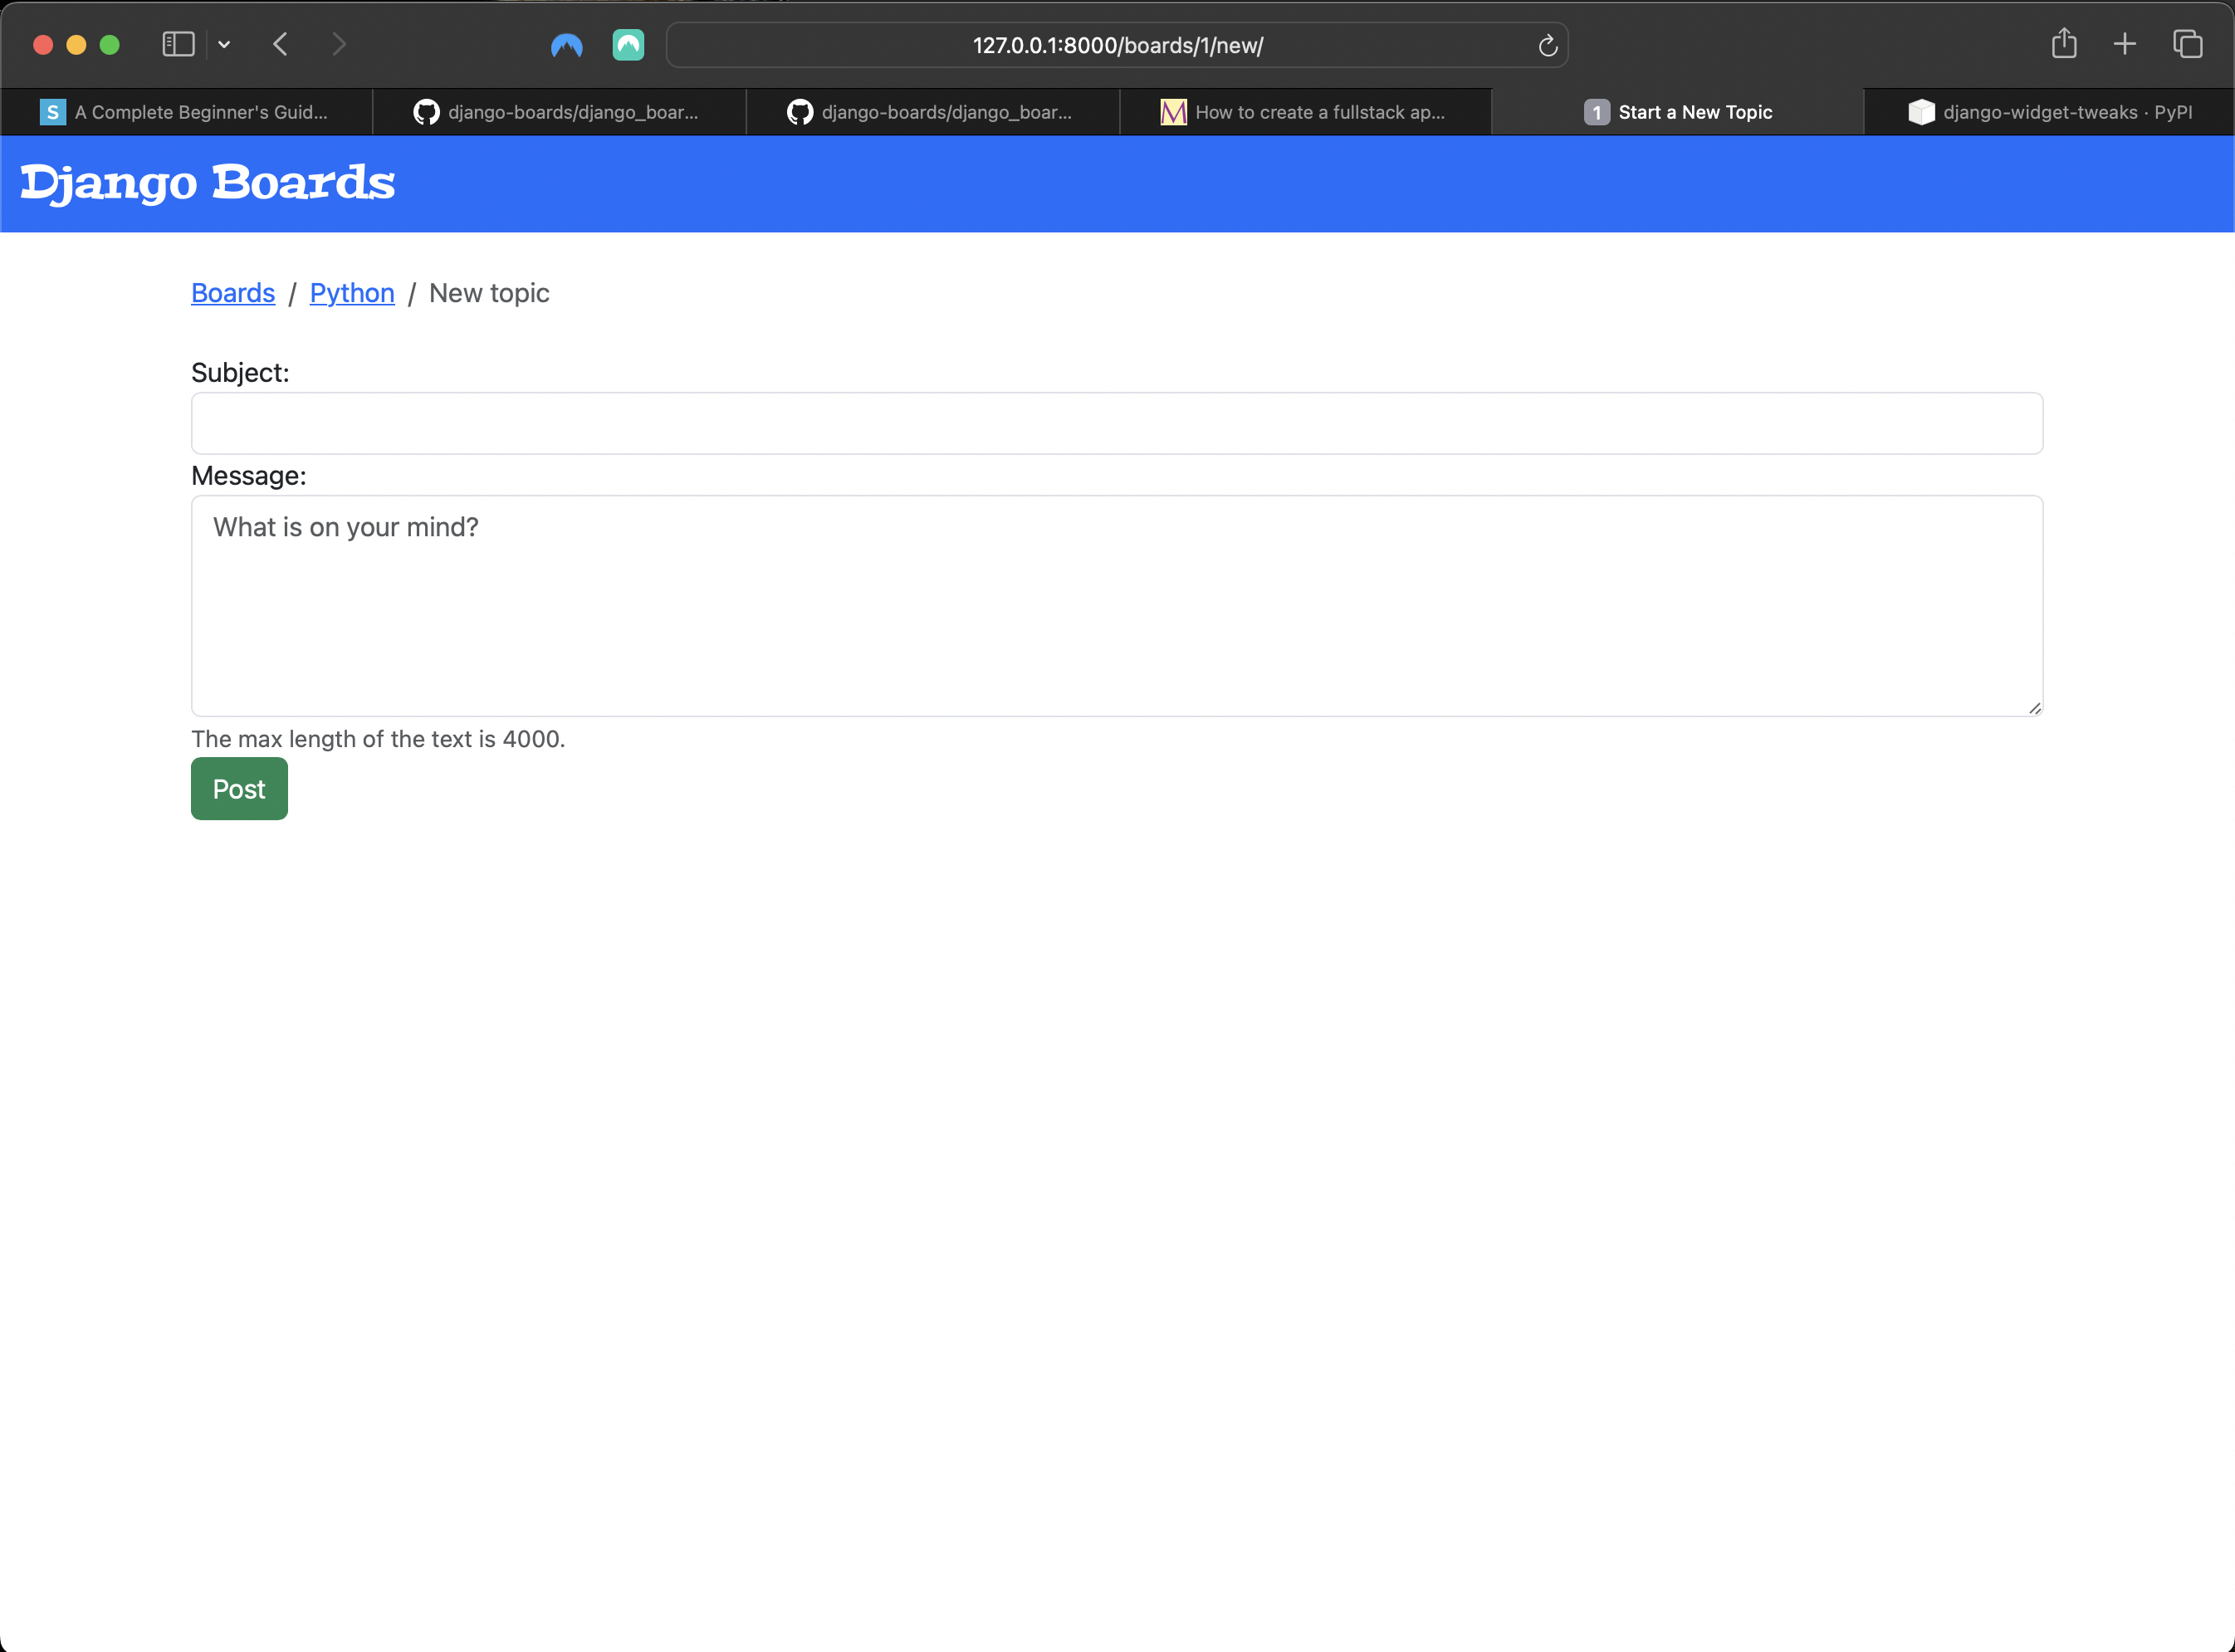 127.0.0.1:8000/boards/1/new/
S A Complete Beginner's Guid...
django-boards/django_boar...
django-boards/django_boar...
M How to create a fullstack ap...
1 Start a New Topic
django-widget-tweaks · PyPI
Django Boards
Boards / Python / New topic
Subject:
Message:
What is on your mind?
The max length of the text is 4000.
Post